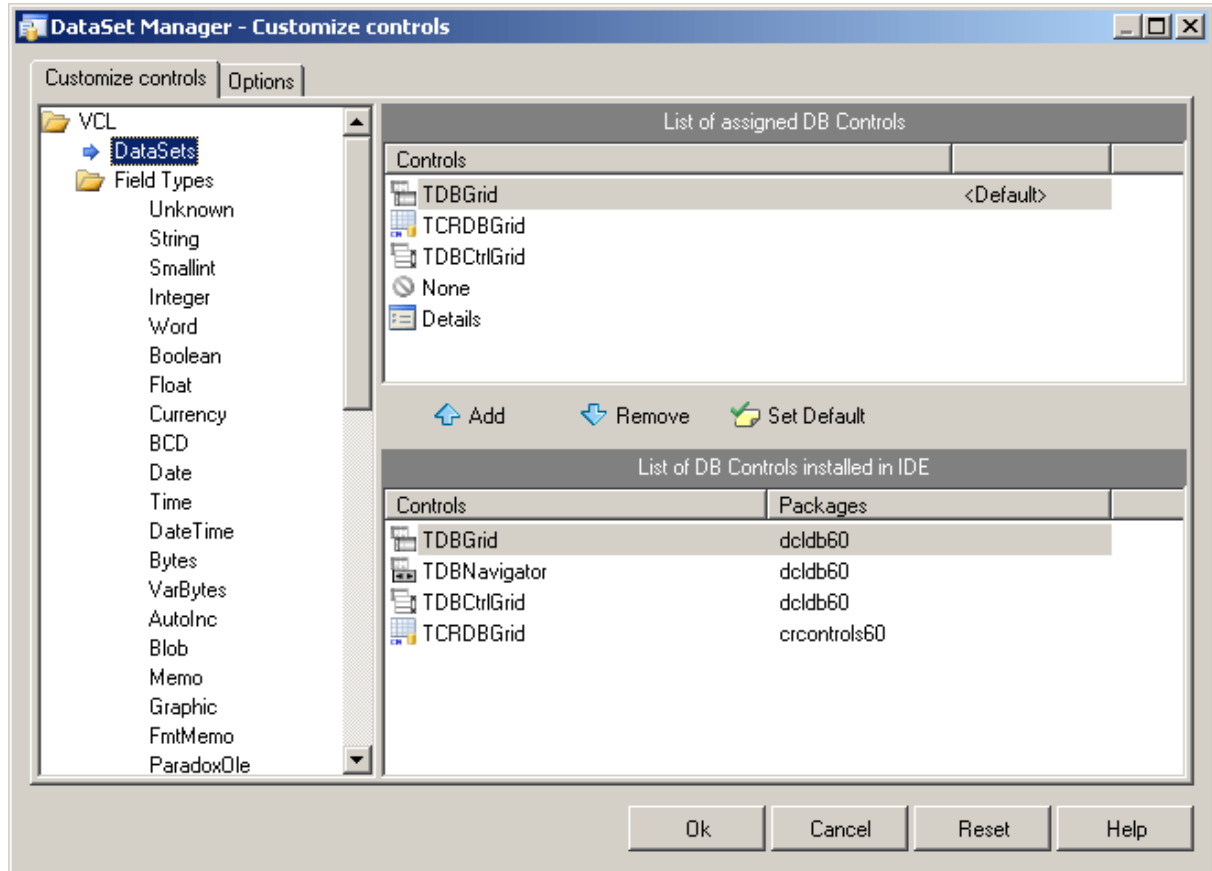 DataSet Manager - Customize controls
Customize controls Options
VCL
DataSets
Field Types
Unknown
String
Smallint
Integer
Word
Boolean
Float
Currency
BCD
Date
Time
DateTime
Bytes
VarBytes
AutoInc
Blob
Memo
Graphic
FmtMemo
ParadoxOle
List of assigned DB Controls
Controls
TDBGrid <Default>
TCRDBGrid
TDBCtrlGrid
None
Details
Add Remove Set Default
List of DB Controls installed in IDE
Controls Packages
TDBGrid dcldb60
TDBNavigator dcldb60
TDBCtrlGrid dcldb60
TCRDBGrid crcontrols60
Ok Cancel Reset Help